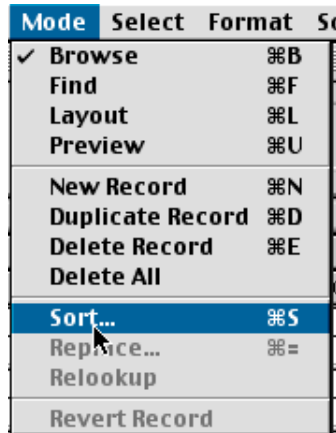 Mode Select Format
✓ Browse ⌘B
Find ⌘F
Layout ⌘L
Preview ⌘U
New Record ⌘N
Duplicate Record ⌘D
Delete Record ⌘E
Delete All
Sort... ⌘S
Replace... ⌘=
Relookup
Revert Record